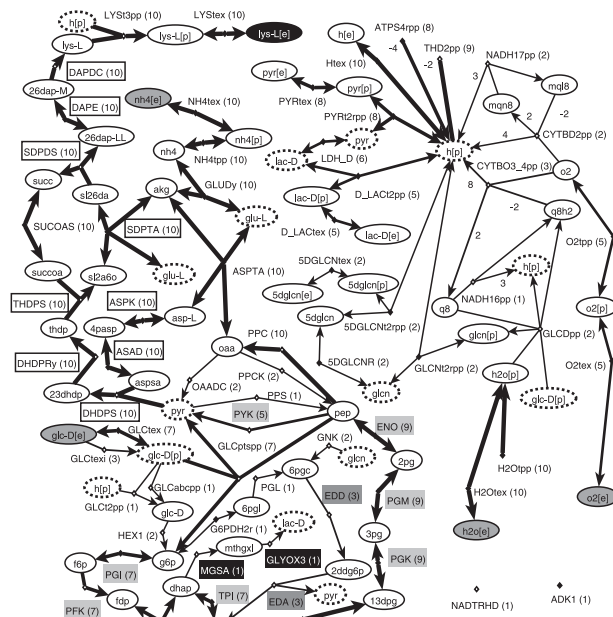 h[p]
LYSt3pp (10)
LYStex (10)
lys-L
lys-L[p]
lys-L[e]
h[e]
ATPS4rpp (8)
-4
THD2pp (9)
-2
Htex (10)
NADH17pp (2)
3
mql8
mqn8
2
-2
4
CYTBD2pp (2)
DAPDC (10)
26dap-M
nh4[e]
pyr[e]
pyr[p]
PYRtex (8)
NH4tex (10)
PYRt2rpp (8)
DAPE (10)
26dap-LL
nh4
nh4[p]
pyr
h[p]
CYTBO3_4pp (3)
SDPDS (10)
NH4tpp (10)
lac-D
LDH_D (6)
o2
8
succ
akg
GLUDy (10)
D_LACt2pp (5)
sl26da
lac-D[p]
-2
q8h2
SUCOAS (10)
SDPTA (10)
glu-L
D_LACtex (5)
lac-D[e]
2
O2tpp (5)
5DGLCNtex (2)
succoa
sl2a6o
glu-L
ASPTA (10)
5dglcn[e]
5dglcn[p]
3
h[p]
NADH16pp (1)
THDPS (10)
ASPK (10)
q8
o2[p]
thdp
4pasp
asp-L
5dglcn
5DGLCNt2rpp (2)
glcn[p]
GLCDpp (2)
DHDPRy (10)
ASAD (10)
oaa
PPC (10)
5DGLCNR (2)
GLCNt2rpp (2)
h2o[p]
O2tex (5)
aspsa
PPCK (2)
23dhdp
OAADC (2)
PPS (1)
glcn
glc-D[p]
DHDPS (10)
pyr
PYK (5)
pep
ENO (9)
glc-D[e]
GLCtex (7)
GLCptspp (7)
GNK (2)
glcn
GLCtexi (3)
glc-D[p]
6pgc
2pg
H2Otpp (10)
h[p]
GLCabcpp (1)
PGL (1)
EDD (3)
PGM (9)
H2Otex (10)
o2[e]
GLCt2pp (1)
glc-D
6pgl
G6PDH2r (1)
lac-D
3pg
h2o[e]
HEX1 (2)
mthgxl
f6p
g6p
GLYOX3 (1)
PGK (9)
PGI (7)
MGSA (1)
2ddg6p
dhap
TPI (7)
EDA (3)
pyr
13dpg
NADTRHD (1)
ADK1 (1)
PFK (7)
fdp